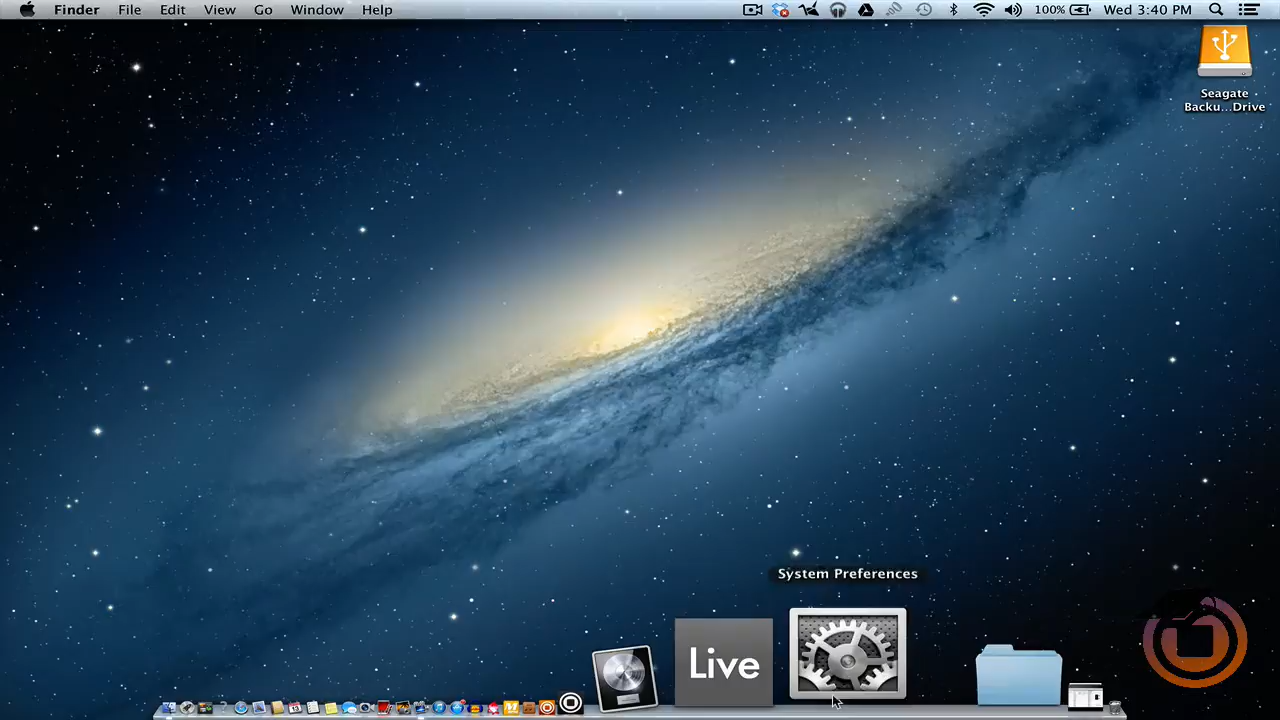 Finder File Edit View Go Window Help 100% Wed 3:40 PM
Seagate
Backu...Drive
System Preferences
Live